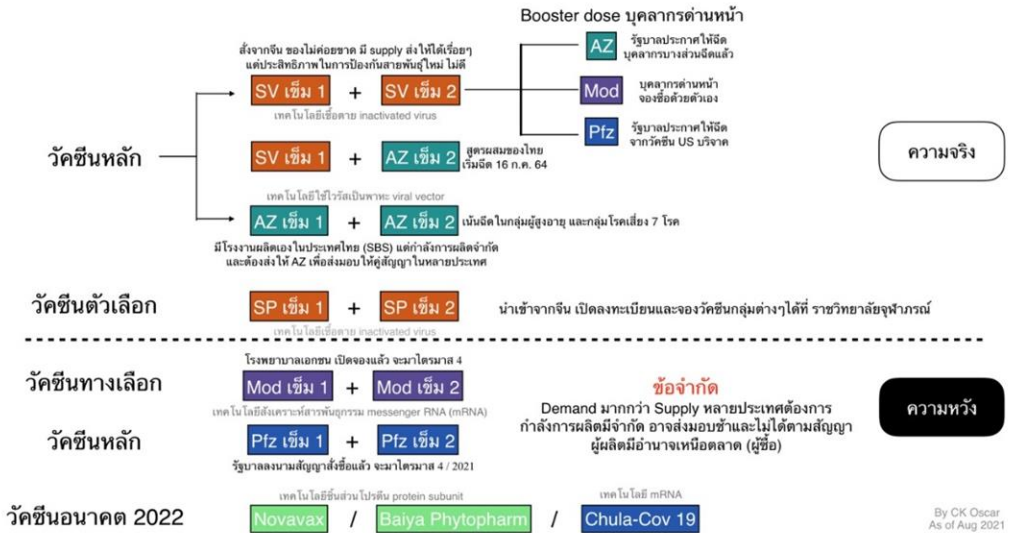 Booster dose บุคลากรด่านหน้า
สั่งจากจีน ของไม่ค่อยขาด มี supply ส่งให้ได้เรื่อยๆ
แต่ประสิทธิภาพในการป้องกันสายพันธุ์ใหม่ ไม่ดี
SV เข็ม 1 + SV เข็ม 2
เทคโนโลยีเชื้อตาย inactivated virus
AZ รัฐบาลประกาศให้ฉีด
บุคลากรบางส่วนฉีดแล้ว
Mod บุคลากรด่านหน้า
จองซื้อด้วยตัวเอง
Pfz รัฐบาลประกาศให้ฉีด
จากวัคซีน US บริจาค
วัคซีนหลัก
SV เข็ม 1 + AZ เข็ม 2 สูตรผสมของไทย
เริ่มฉีด 16 ก.ค. 64
ความจริง
เทคโนโลยีใช้ไวรัสเป็นพาหะ viral vector
AZ เข็ม 1 + AZ เข็ม 2 เน้นฉีดในกลุ่มผู้สูงอายุ และกลุ่มโรคเสี่ยง 7 โรค
มีโรงงานผลิตเองในประเทศไทย (SBS) แต่กำลังการผลิตจำกัด
และต้องส่งให้ AZ เพื่อส่งมอบให้คู่สัญญาในหลายประเทศ
วัคซีนตัวเลือก SP เข็ม 1 + SP เข็ม 2 นำเข้าจากจีน เปิดลงทะเบียนและจองวัคซีนกลุ่มต่างๆได้ที่ ราชวิทยาลัยจุฬาภรณ์
เทคโนโลยีเชื้อตาย inactivated virus
โรงพยาบาลเอกชน เปิดจองแล้ว จะมาไตรมาส 4
วัคซีนทางเลือก Mod เข็ม 1 + Mod เข็ม 2
เทคโนโลยีสังเคราะห์สารพันธุกรรม messenger RNA (mRNA)
วัคซีนหลัก Pfz เข็ม 1 + Pfz เข็ม 2
รัฐบาลลงนามสัญญาสั่งซื้อแล้ว จะมาไตรมาส 4 / 2021
ข้อจำกัด
Demand มากกว่า Supply หลายประเทศต้องการ
กำลังการผลิตมีจำกัด อาจส่งมอบช้าและไม่ได้ตามสัญญา
ผู้ผลิตมีอำนาจเหนือตลาด (ผู้ซื้อ)
ความหวัง
เทคโนโลยีชิ้นส่วนโปรตีน protein subunit
เทคโนโลยี mRNA
วัคซีนอนาคต 2022 Novavax / Baiya Phytopharm / Chula-Cov 19
By CK Oscar
As of Aug 2021